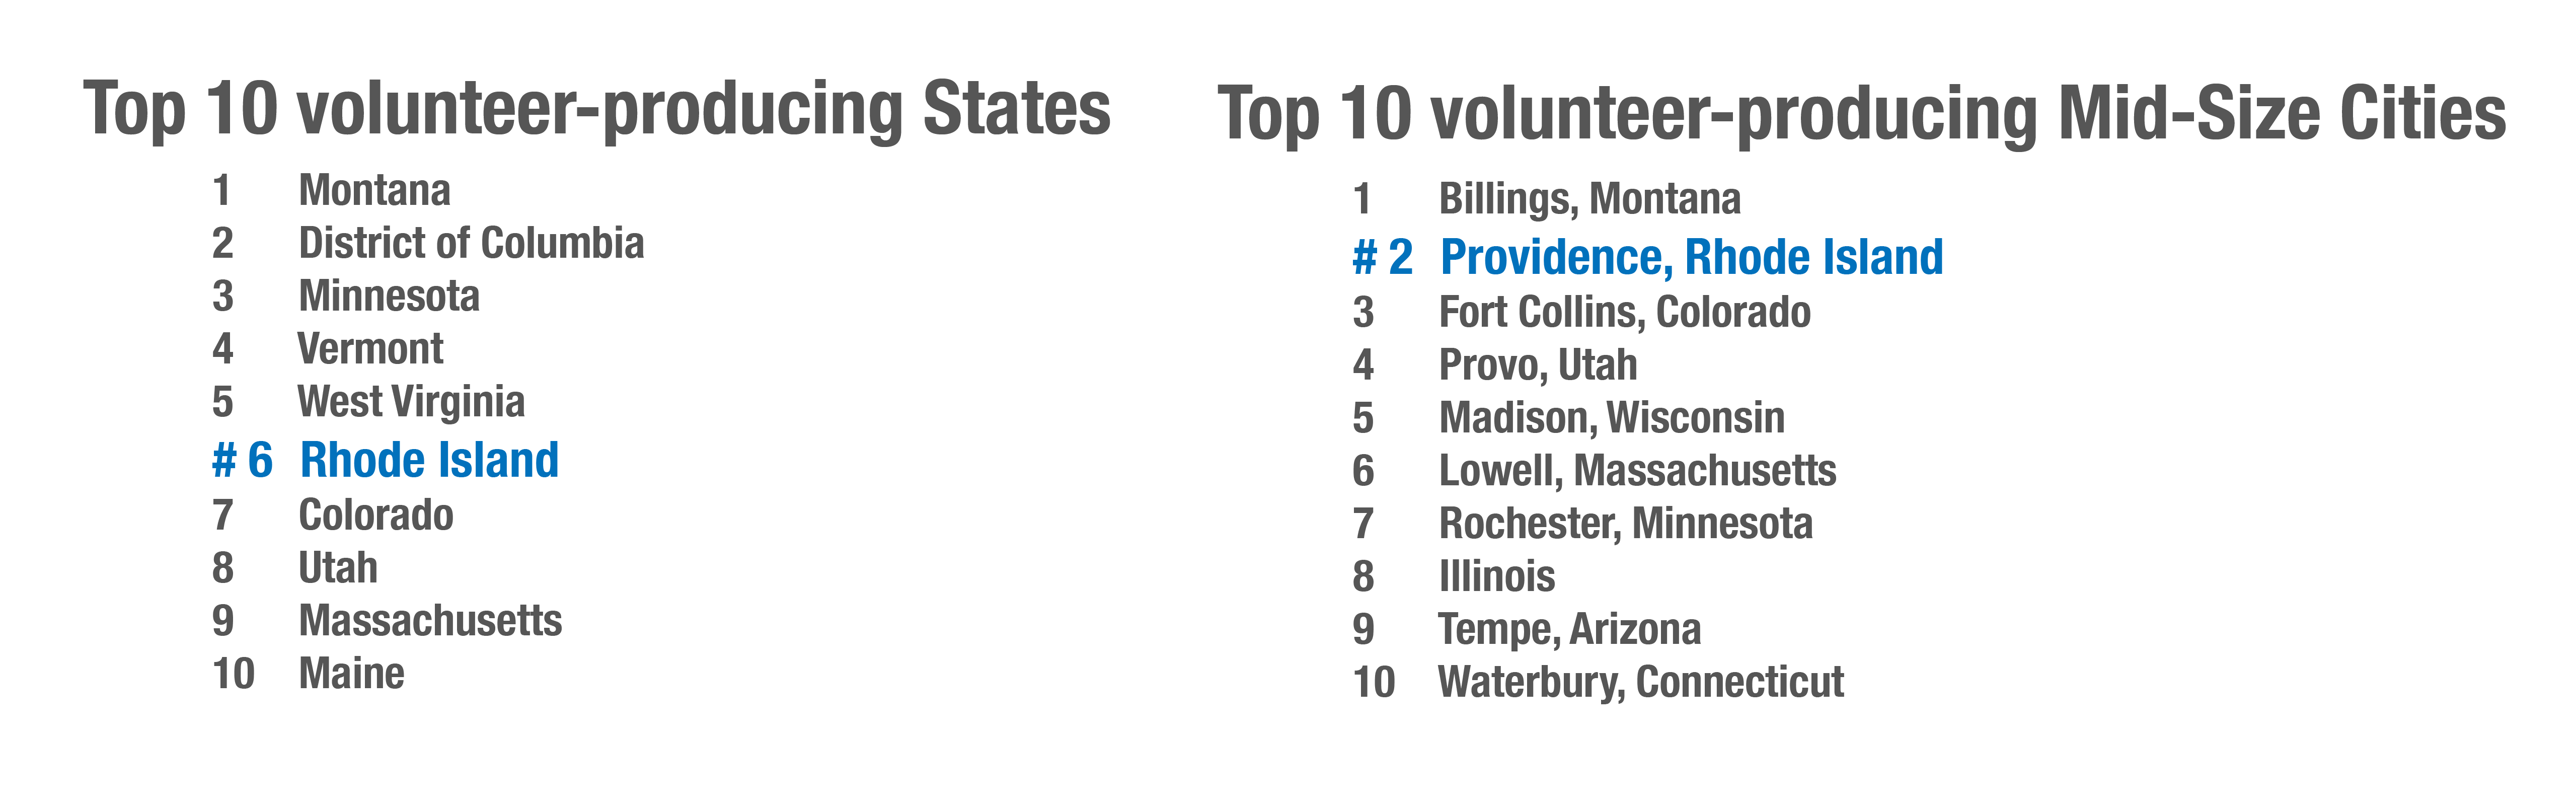 Top 10 volunteer-producing States
1 Montana
2 District of Columbia
3 Minnesota
4 Vermont
5 West Virginia
# 6 Rhode Island
7 Colorado
8 Utah
9 Massachusetts
10 Maine
Top 10 volunteer-producing Mid-Size Cities
1 Billings, Montana
# 2 Providence, Rhode Island
3 Fort Collins, Colorado
4 Provo, Utah
5 Madison, Wisconsin
6 Lowell, Massachusetts
7 Rochester, Minnesota
8 Illinois
9 Tempe, Arizona
10 Waterbury, Connecticut